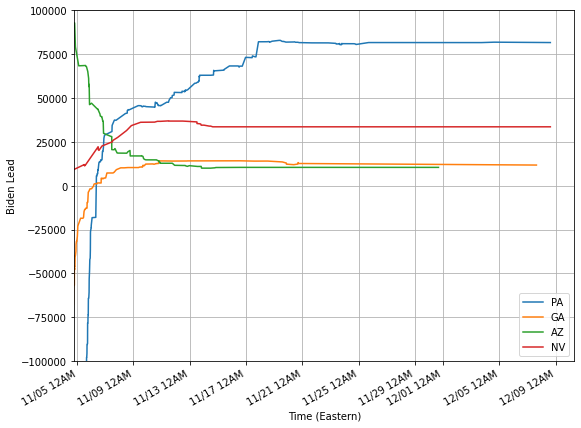 100000
75000
50000
25000
0
−25000
−50000
−75000
−100000
Biden Lead
PA
GA
AZ
NV
11/05 12AM
11/09 12AM
11/13 12AM
11/17 12AM
11/21 12AM
11/25 12AM
11/29 12AM
12/01 12AM
12/05 12AM
12/09 12AM
Time (Eastern)